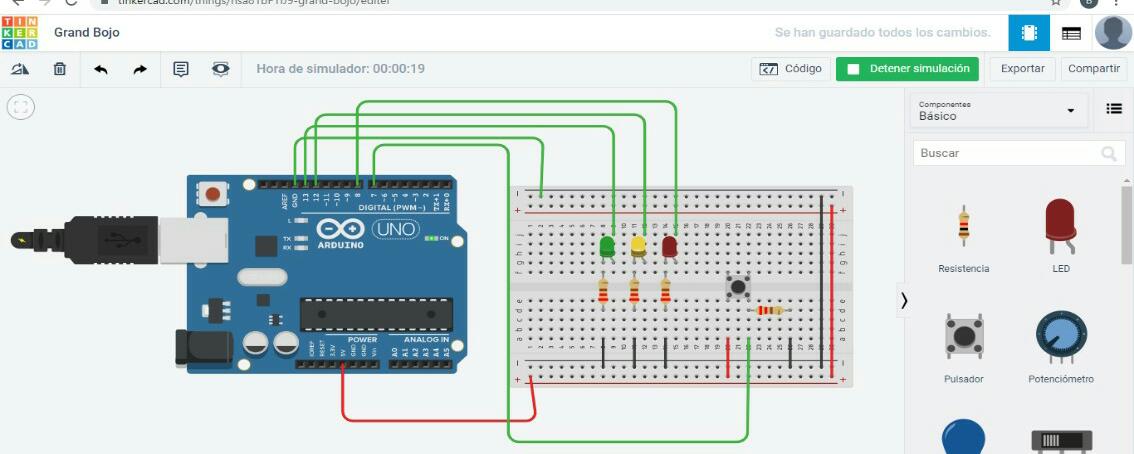 tinkercad.com/things/
-grand-bojo/editel
TIN
KER
CAD
Grand Bojo
Se han guardado todos los cambios.
Hora de simulador: 00:00:19
Código
Detener simulación
Exportar
Compartir
Componentes
Básico
Buscar
Resistencia
LED
Pulsador
Potenciómetro
AREF
GND
13
12
~11
~10
~9
8
7
~6
~5
4
~3
2
TX→1
RX←0
DIGITAL (PWM~)
L
TX
RX
ARDUINO
UNO
ON
POWER
ANALOG IN
IOREF
RESET
3.3V
5V
GND
GND
Vin
A0
A1
A2
A3
A4
A5